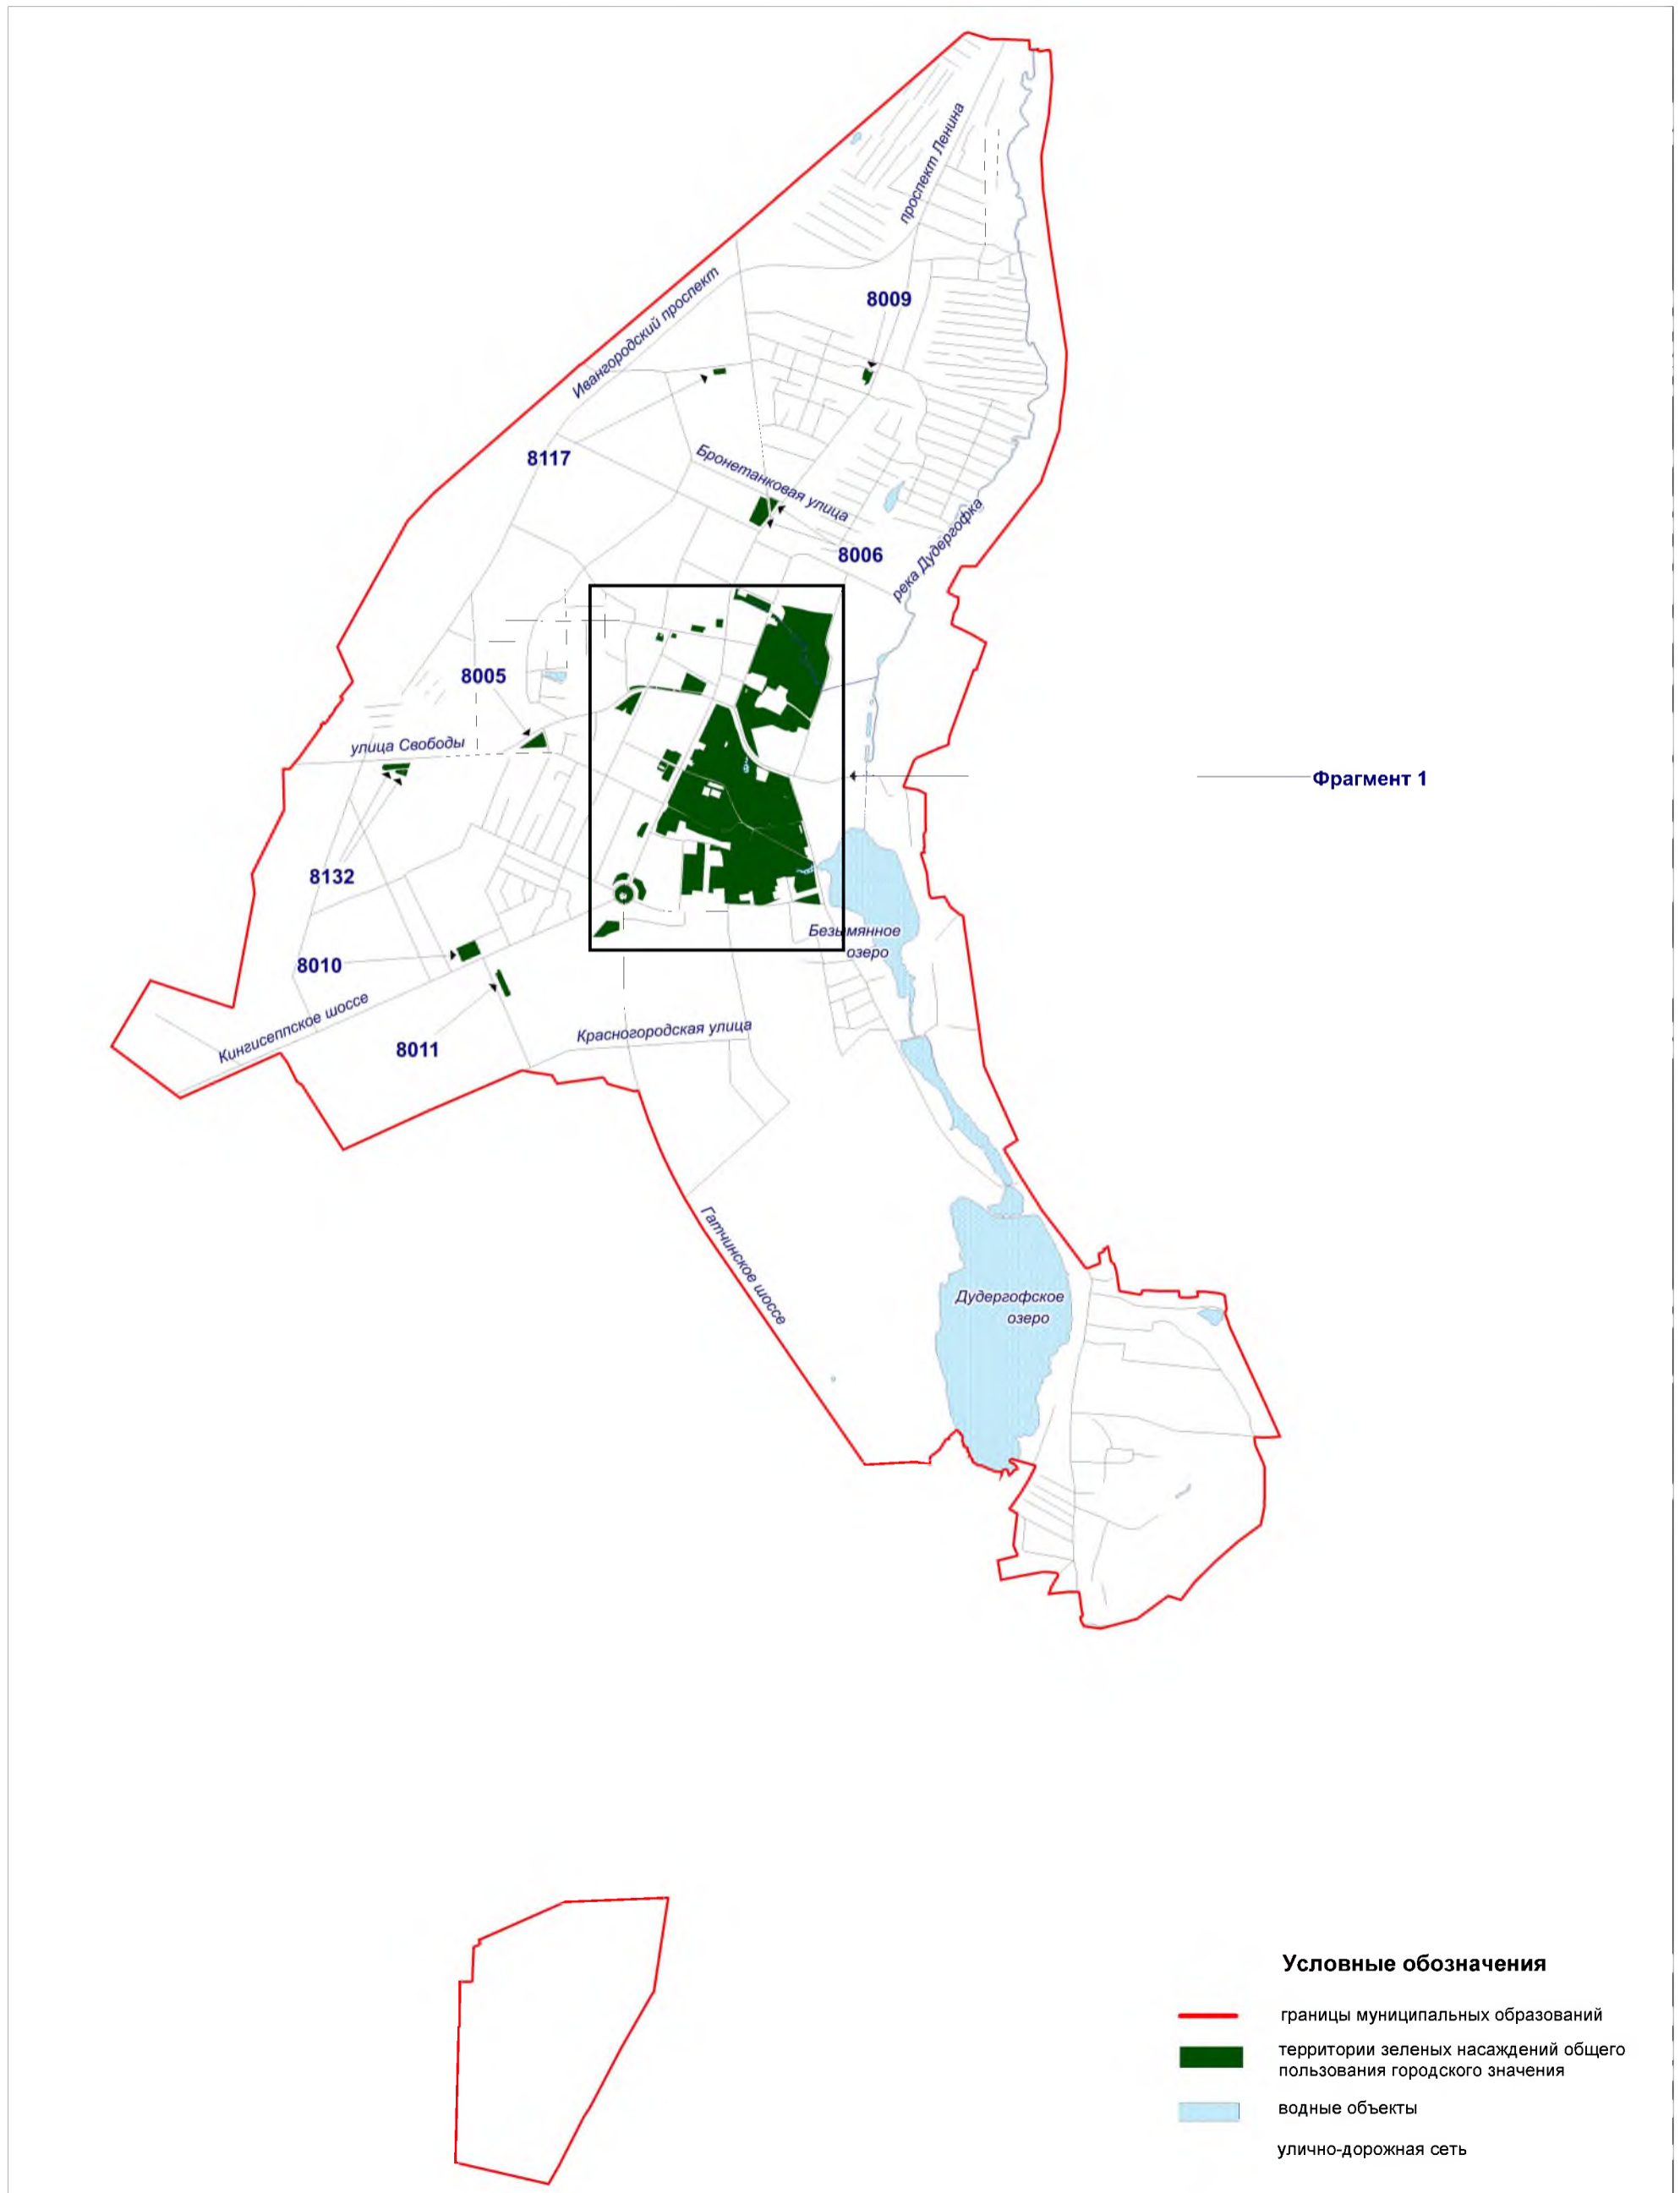 проспект Ленина
Ивангородский проспект
8009
8117
Бронетанковая улица
река Дудергофка
8006
8005
улица Свободы
Фрагмент 1
8132
Безымянное
озеро
8010
Кингисеппское шоссе
8011
Красногородская улица
Гатчинское шоссе
Дудергофское
озеро
Условные обозначения
границы муниципальных образований
территории зеленых насаждений общего
пользования городского значения
водные объекты
улично-дорожная сеть